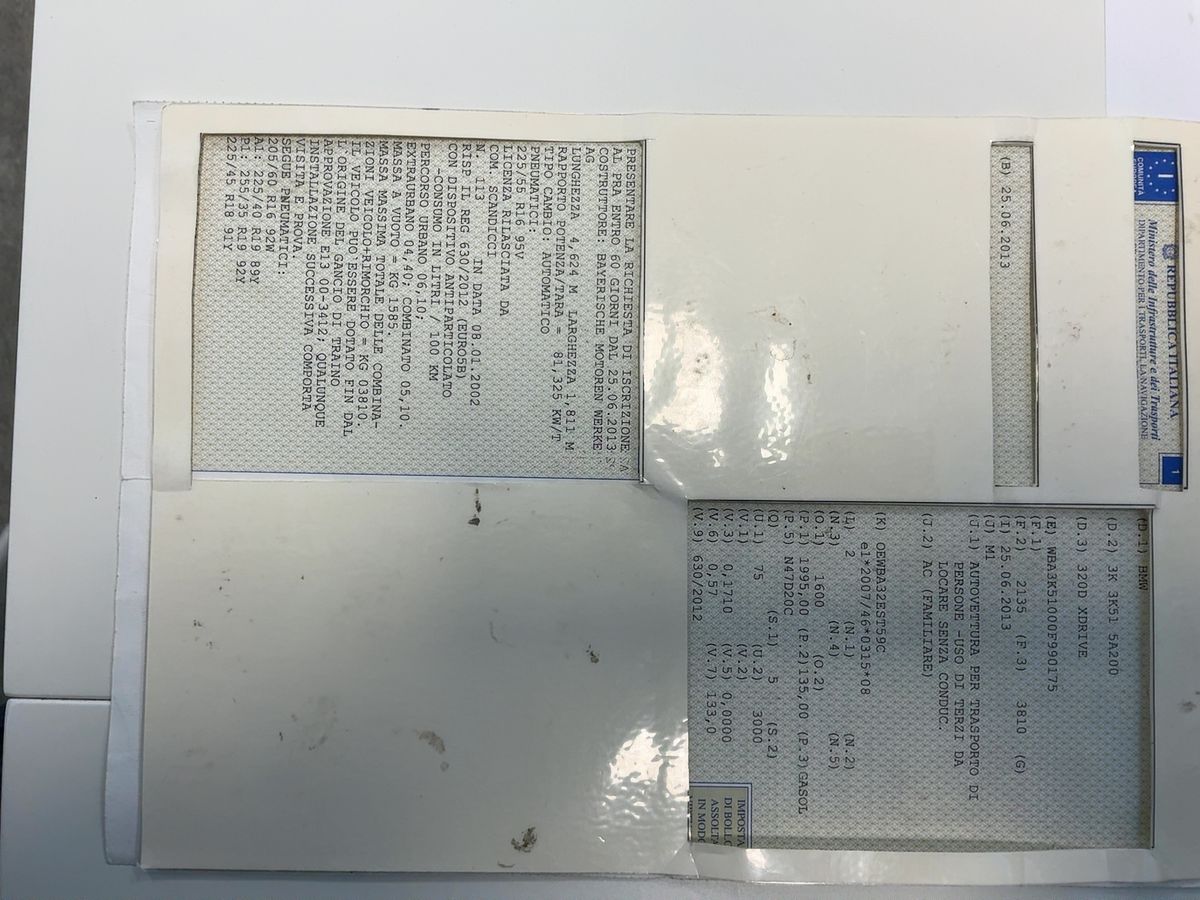 COMUNITÀ
EUROPEA
REPUBBLICA ITALIANA
Ministero delle Infrastrutture e dei Trasporti
DIPARTIMENTO PER I TRASPORTI, LA NAVIGAZIONE
1
(B) 25.06.2013
(D.1) BMW
(D.2) 3K 3K51 5A200
(D.3) 320D XDRIVE
(E) WBA3K51000F990175
(F.1)
(F.2) 2135 (F.3) 3810 (G)
(I) 25.06.2013
(J) M1
(J.1) AUTOVETTURA PER TRASPORTO DI
PERSONE -USO DI TERZI DA
LOCARE SENZA CONDUC.
(J.2) AC (FAMILIARE)
(K) OEWBA32EST59C
e1*2007/46*0315*08
(L) 2 (N.1) (N.2)
(N.3) (N.4) (N.5)
(O.1) 1600 (O.2)
(P.1) 1995,00 (P.2)135,00 (P.3)GASOL
(P.5) N47D20C
(Q) (S.1) 5 (S.2)
(U.1) 75 (U.2) 3000
(V.1) (V.2)
(V.3) 0,1710 (V.5) 0,0000
(V.6) 0,57 (V.7) 133,0
(V.9) 630/2012
IMPOSTA
DI BOLLO
ASSOLT
IN MOD
PRESENTARE LA RICHIESTA DI ISCRIZIONE A
AL PRA ENTRO 60 GIORNI DAL 25.06.2013
COSTRUTTORE: BAYERISCHE MOTOREN WERKE
AG
LUNGHEZZA 4,624 M LARGHEZZA 1,811 M
RAPPORTO POTENZA/TARA = 81,325 KW/T
TIPO CAMBIO: AUTOMATICO
PNEUMATICI:
225/55 R16 95V
LICENZA RILASCIATA DA
COM. SCANDICCI
N. 113 IN DATA 08.01.2002
RISP IL REG 630/2012 (EURO5B)
CON DISPOSITIVO ANTIPARTICOLATO
-CONSUMO IN LITRI / 100 KM
PERCORSO URBANO 06,10;
EXTRAURBANO 04,40; COMBINATO 05,10.
MASSA A VUOTO = KG 1585.
MASSA MASSIMA TOTALE DELLE COMBINA-
ZIONI VEICOLO+RIMORCHIO = KG 03810.
IL VEICOLO PUO'ESSERE DOTATO FIN DAL
L'ORIGINE DEL GANCIO DI TRAINO
APPROVAZIONE E13 00-3412; QUALUNQUE
INSTALLAZIONE SUCCESSIVA COMPORTA
VISITA E PROVA.
SEGUE PNEUMATICI:
205/60 R16 92W
A1: 225/40 R19 89Y
P1: 255/35 R19 92Y
225/45 R18 91Y